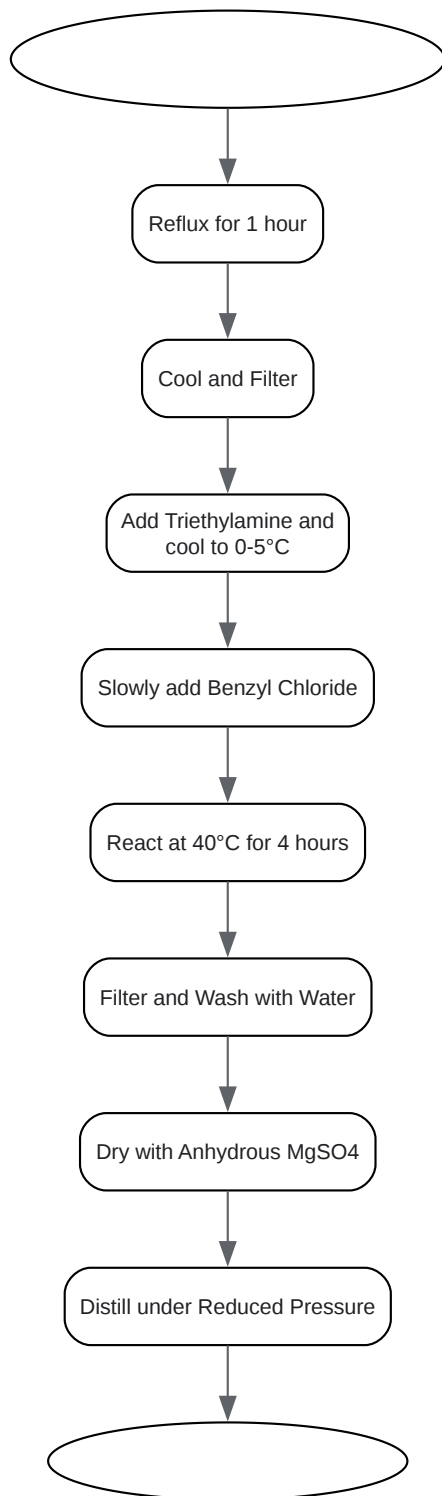 Reflux for 1 hour
Cool and Filter
Add Triethylamine and
cool to 0-5°C
Slowly add Benzyl Chloride
React at 40°C for 4 hours
Filter and Wash with Water
Dry with Anhydrous MgSO4
Distill under Reduced Pressure